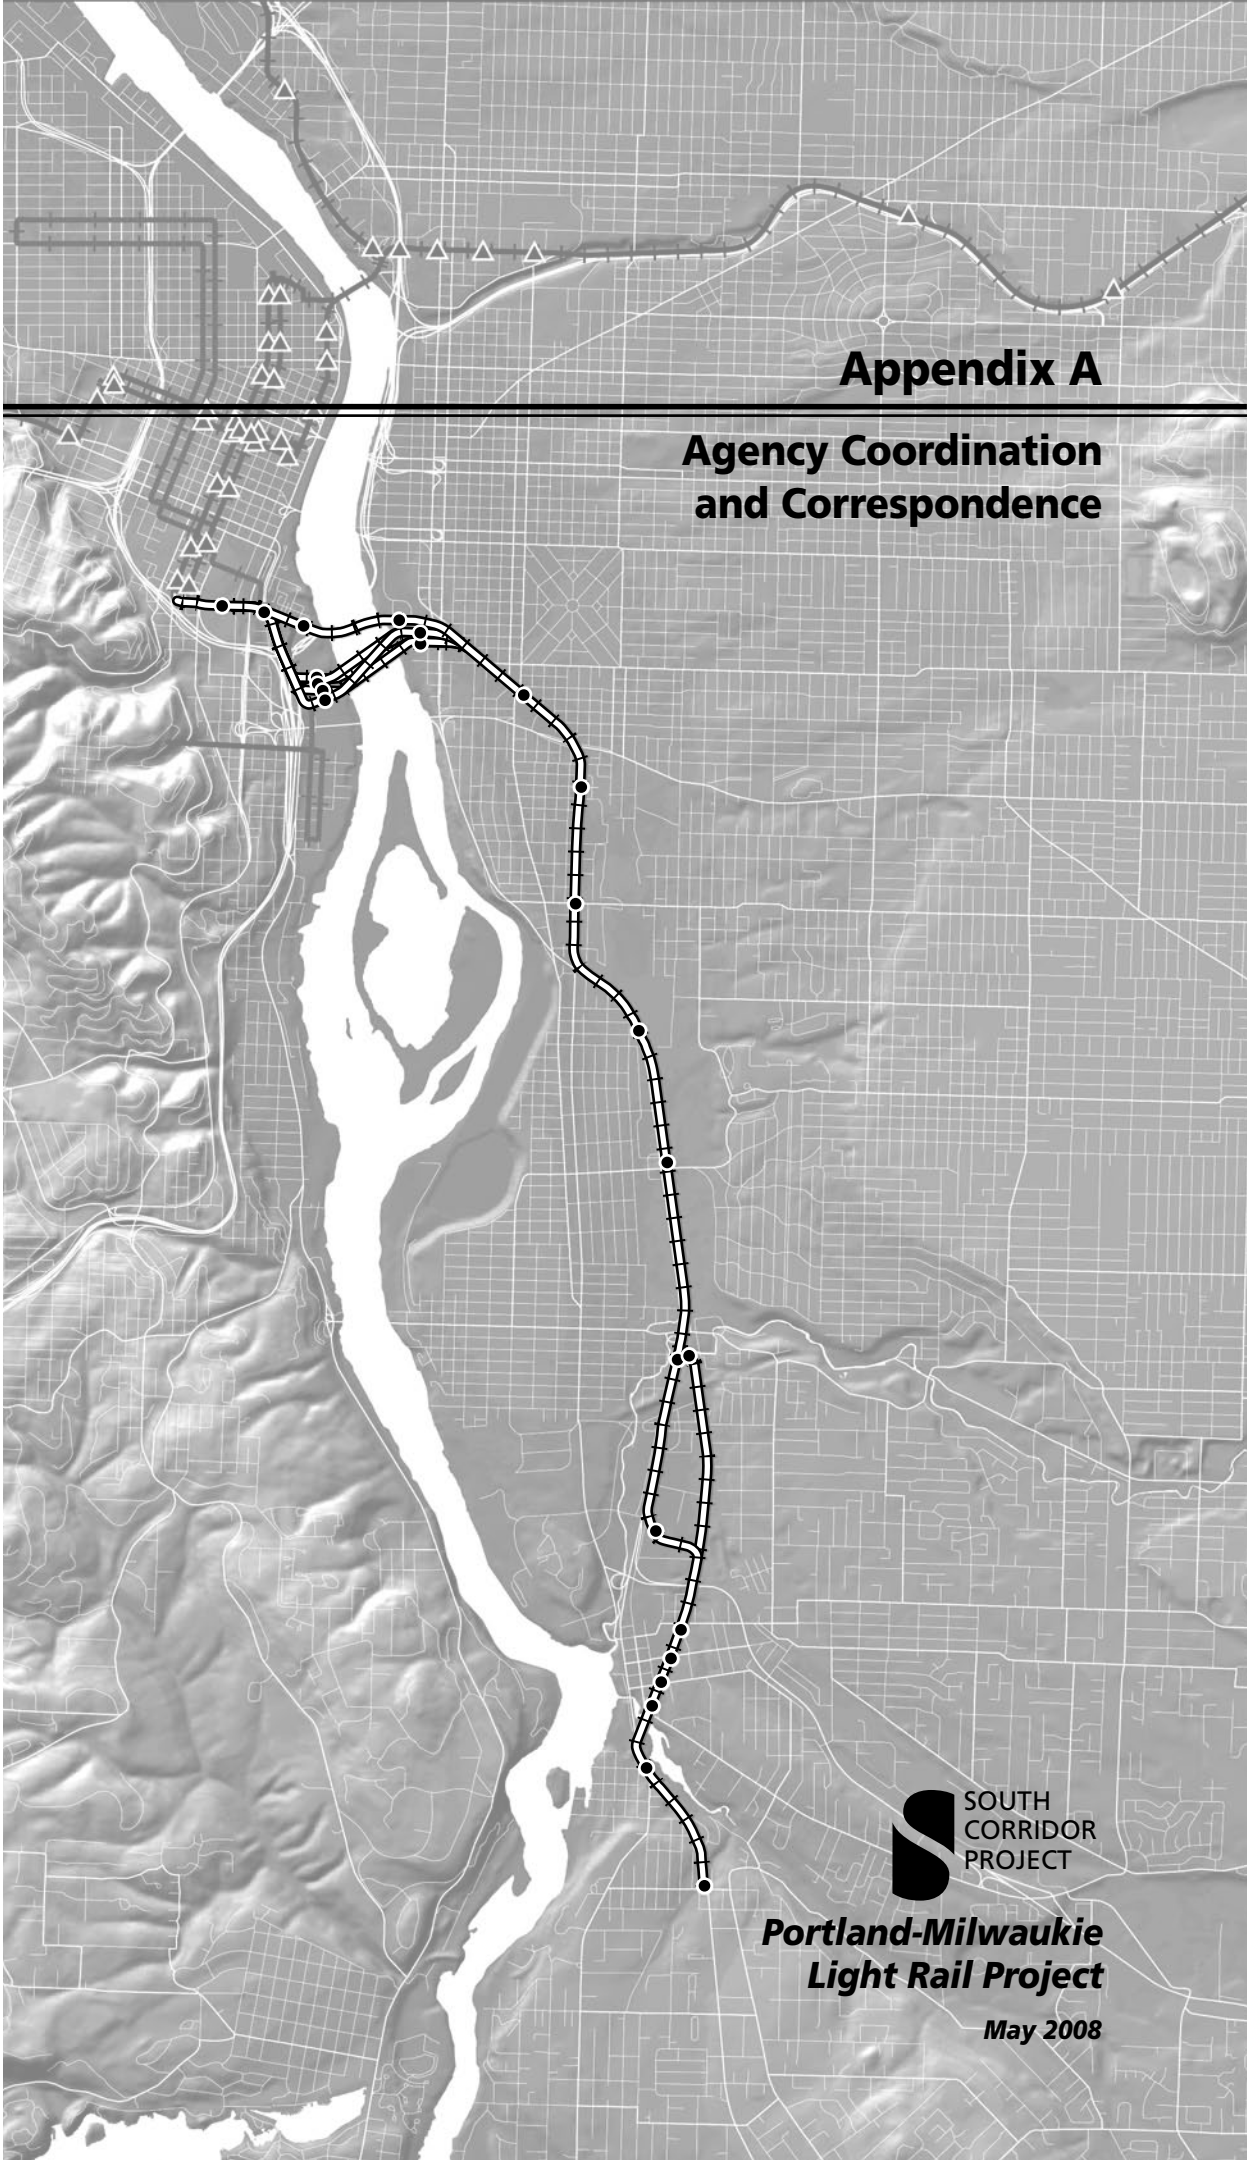 Appendix A
Agency Coordination
and Correspondence
SOUTH
CORRIDOR
PROJECT
Portland-Milwaukie
Light Rail Project
May 2008